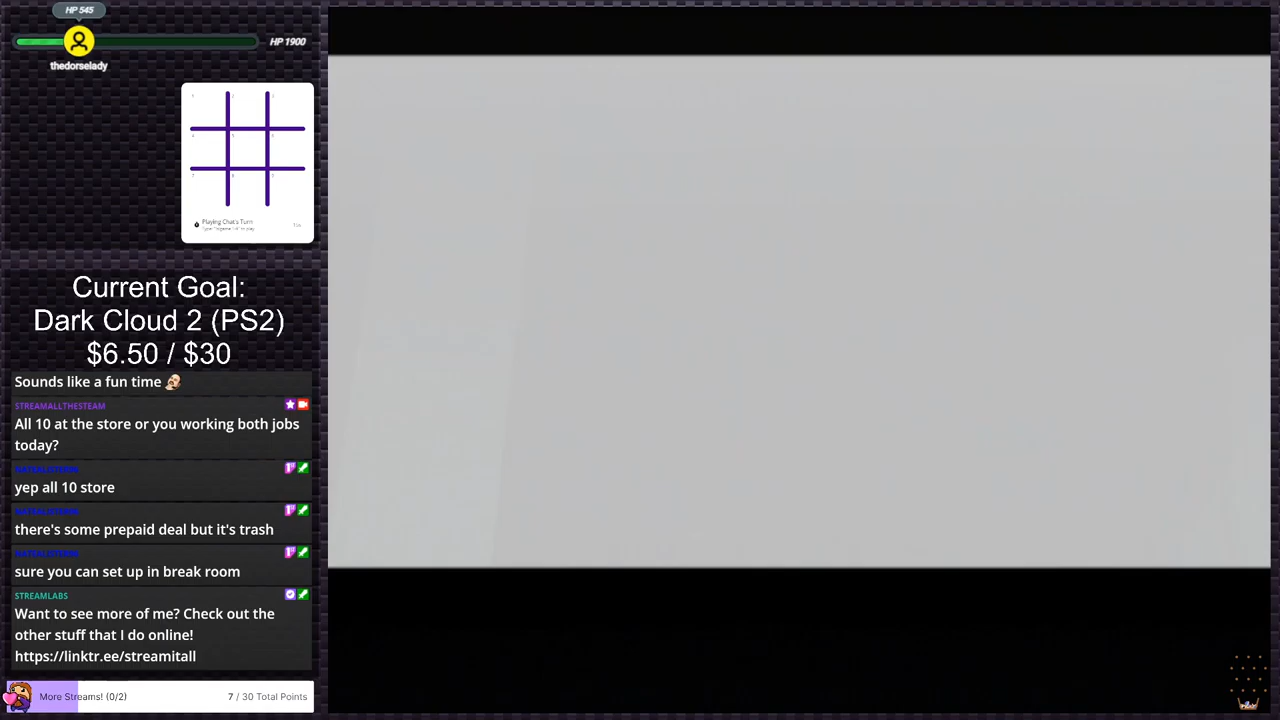 HP 545
HP 1900
thedorselady
Playing Chat's Turn
Current Goal:
Dark Cloud 2 (PS2)
$6.50 / $30
Sounds like a fun time
STREAMALLTHESTEAM
All 10 at the store or you working both jobs
today?
yep all 10 store
there's some prepaid deal but it's trash
sure you can set up in break room
STREAMLABS
Want to see more of me? Check out the
other stuff that I do online!
https://linktr.ee/streamitall
More Streams! (0/2)
7 / 30 Total Points